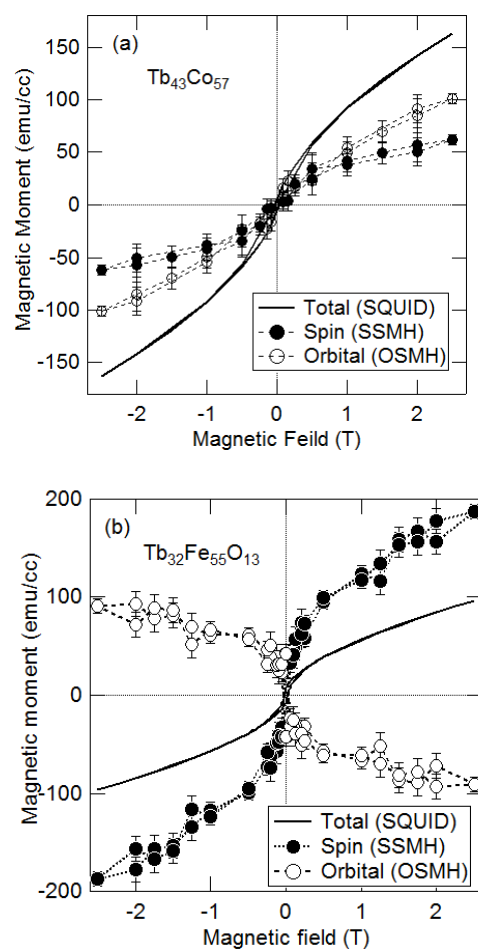 (a)
Tb43Co57
Magnetic Moment (emu/cc)
150
100
50
0
-50
-100
-150
Total (SQUID)
Spin (SSMH)
Orbital (OSMH)
-2
-1
0
1
2
Magnetic Feild (T)
(b)
Tb32Fe55O13
Magnetic moment (emu/cc)
200
100
0
-100
-200
Total (SQUID)
Spin (SSMH)
Orbital (OSMH)
-2
-1
0
1
2
Magnetic field (T)